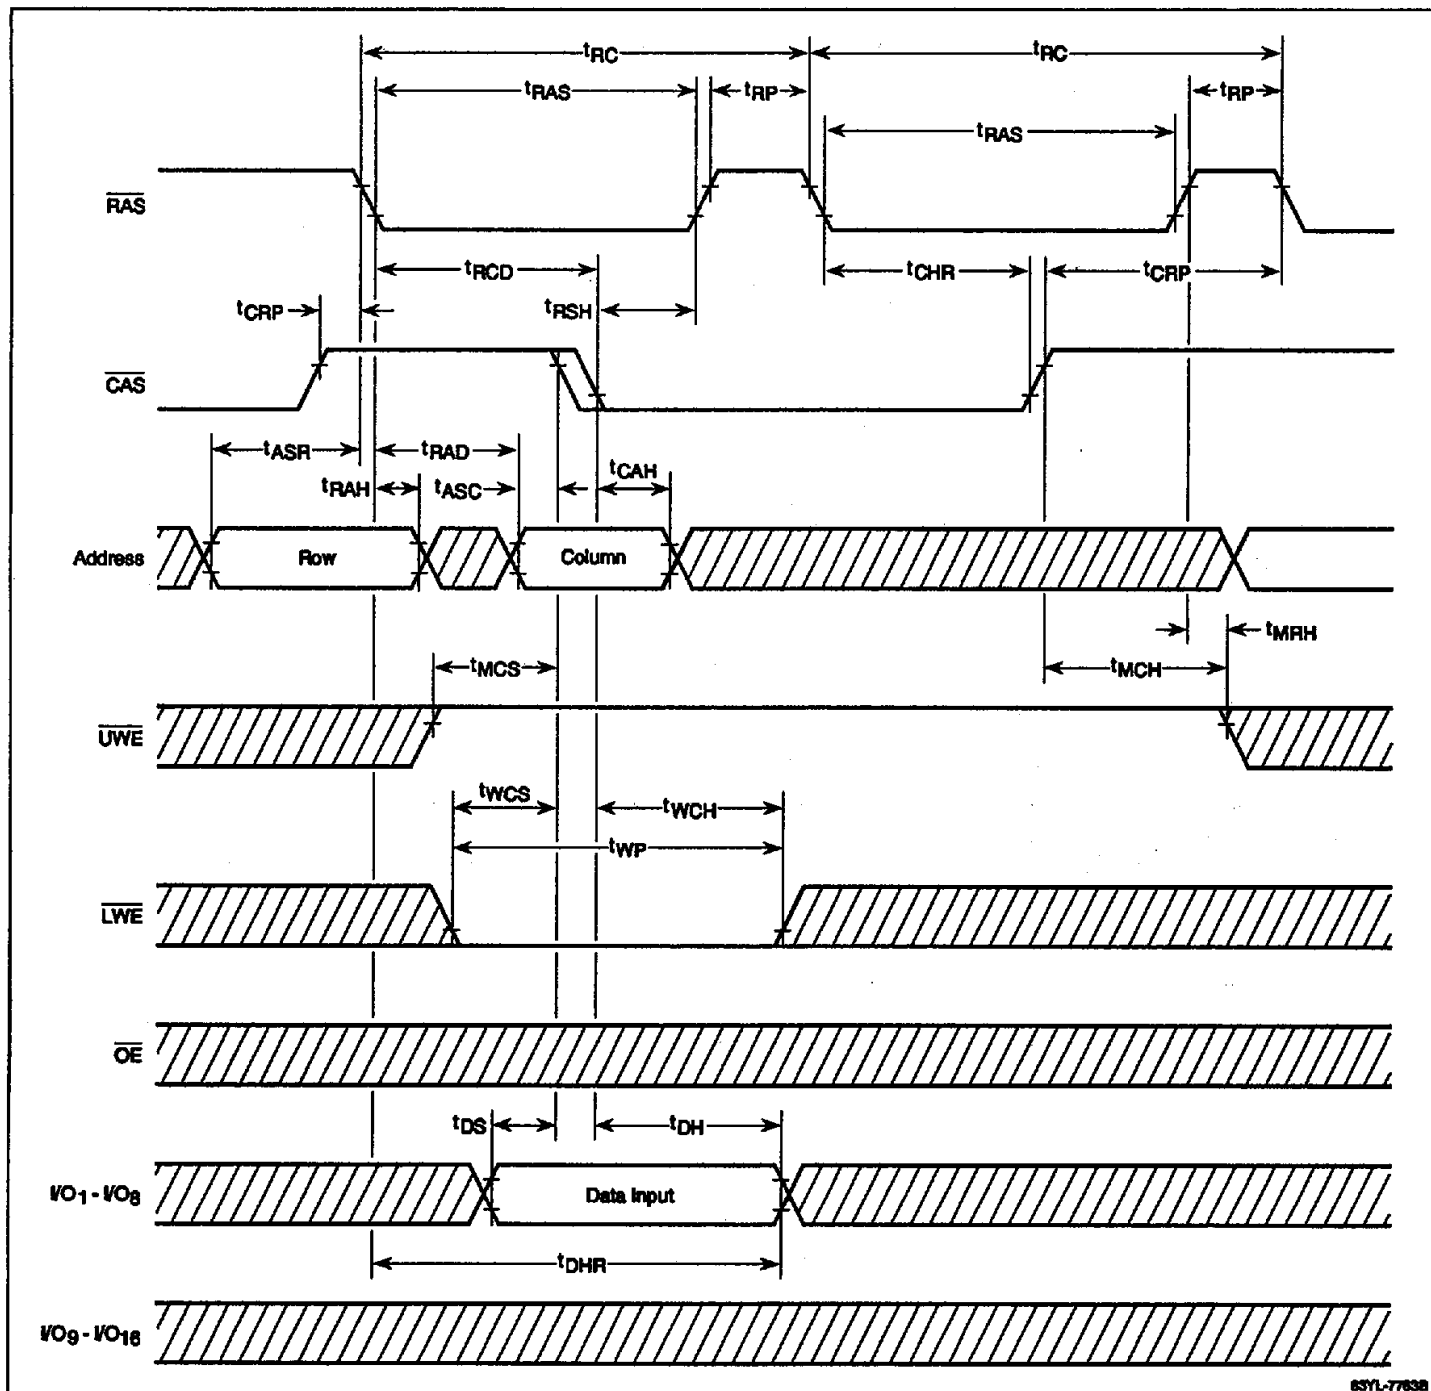 tRC tRC
tRAS tRP tRP
tRAS
RAS
tRCD tCHR tCRP
tCRP tRSH
CAS
tASR tRAD tCAH
tRAH tASC
Address Row Column
tMRH
tMCS tMCH
UWE
tWCS tWCH
tWP
LWE
OE
tDS tDH
I/O1 - I/O8 Data Input
tDHR
I/O9 - I/O16
83YL-7763B